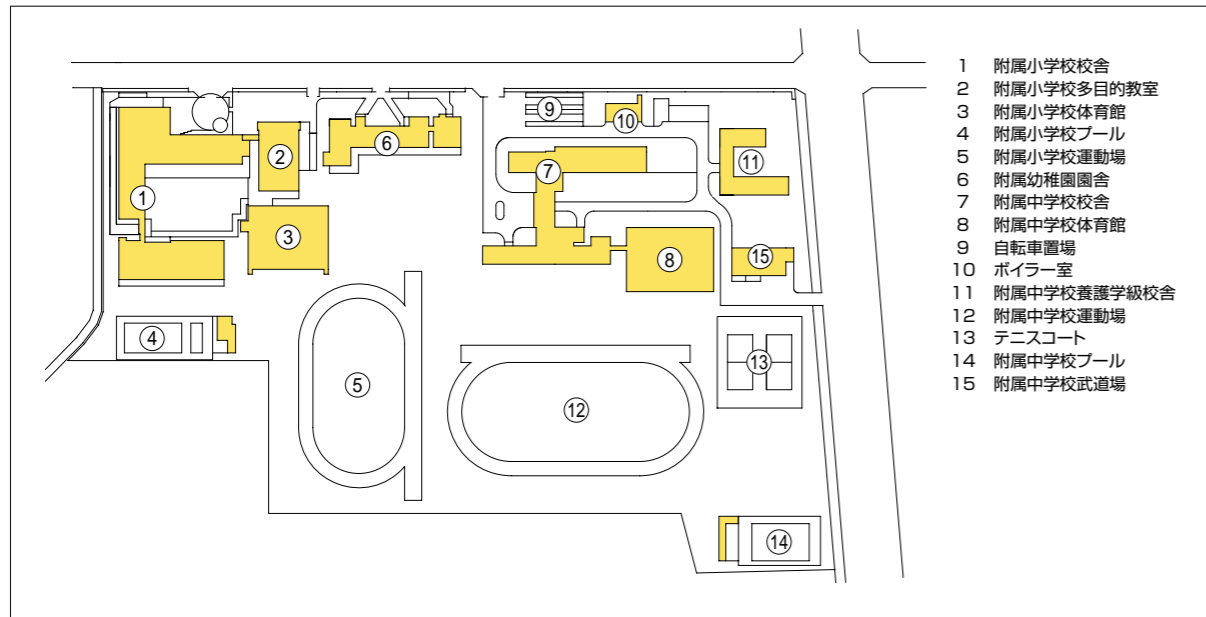 1 附属小学校校舎
2 附属小学校多目的教室
3 附属小学校体育館
4 附属小学校プール
5 附属小学校運動場
6 附属幼稚園園舎
7 附属中学校校舎
8 附属中学校体育館
9 自転車置場
10 ボイラー室
11 附属中学校養護学級校舎
12 附属中学校運動場
13 テニスコート
14 附属中学校プール
15 附属中学校武道場
9
10
2
6
7
11
1
3
8
15
4
5
12
13
14